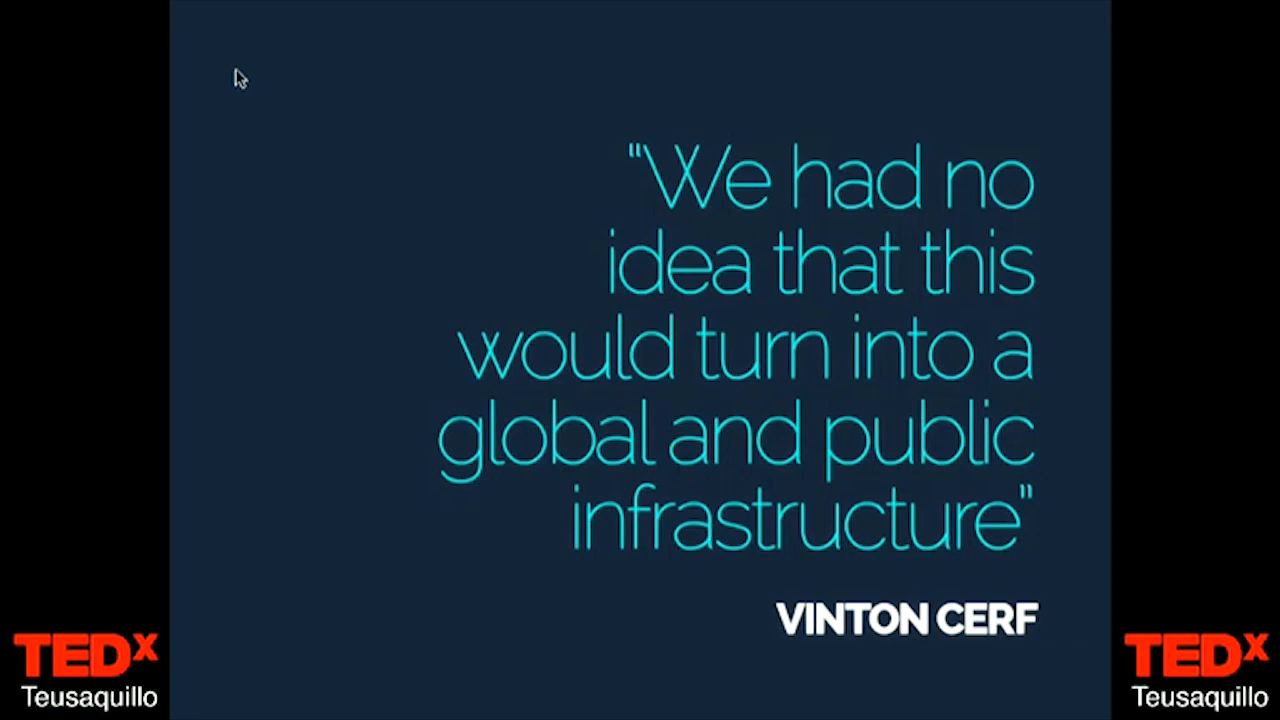 “We had no
idea that this
would turn into a
global and public
infrastructure”
VINTON CERF
TEDx
Teusaquillo
TEDx
Teusaquillo